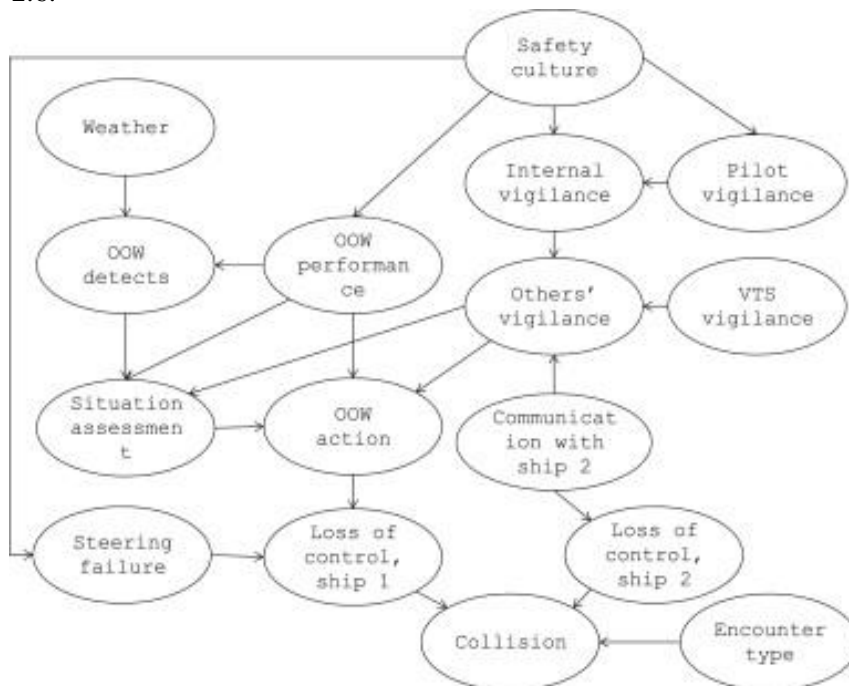 Safety
culture
Weather
Internal
vigilance
Pilot
vigilance
OOW
detects
OOW
performan
ce
Others'
vigilance
VTS
vigilance
Situation
assessmen
t
OOW
action
Communicat
ion with
ship 2
Steering
failure
Loss of
control,
ship 1
Loss of
control,
ship 2
Collision
Encounter
type